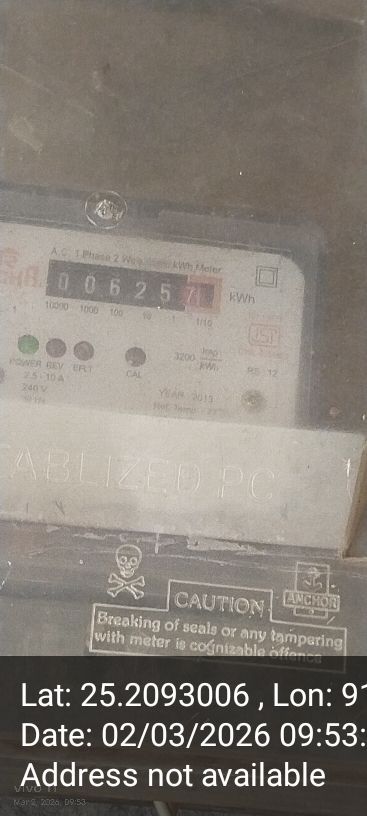 A.C. 1 Phase 2 Wire kWh Meter
0 0 6 2 5 7
kWh
10000 1000 100 10 1 1/10
POWER REV E/LT
CAL
3200 imp/kWh
2.5 - 10 A
240 V
YEAR 2013
ABLIZED PC
CAUTION
ANCHOR
Breaking of seals or any tampering
with meter is cognizable offence
Lat: 25.2093006 , Lon: 91
Date: 02/03/2026 09:53:
Address not available
vivo
Mar 2, 2026, 09:53